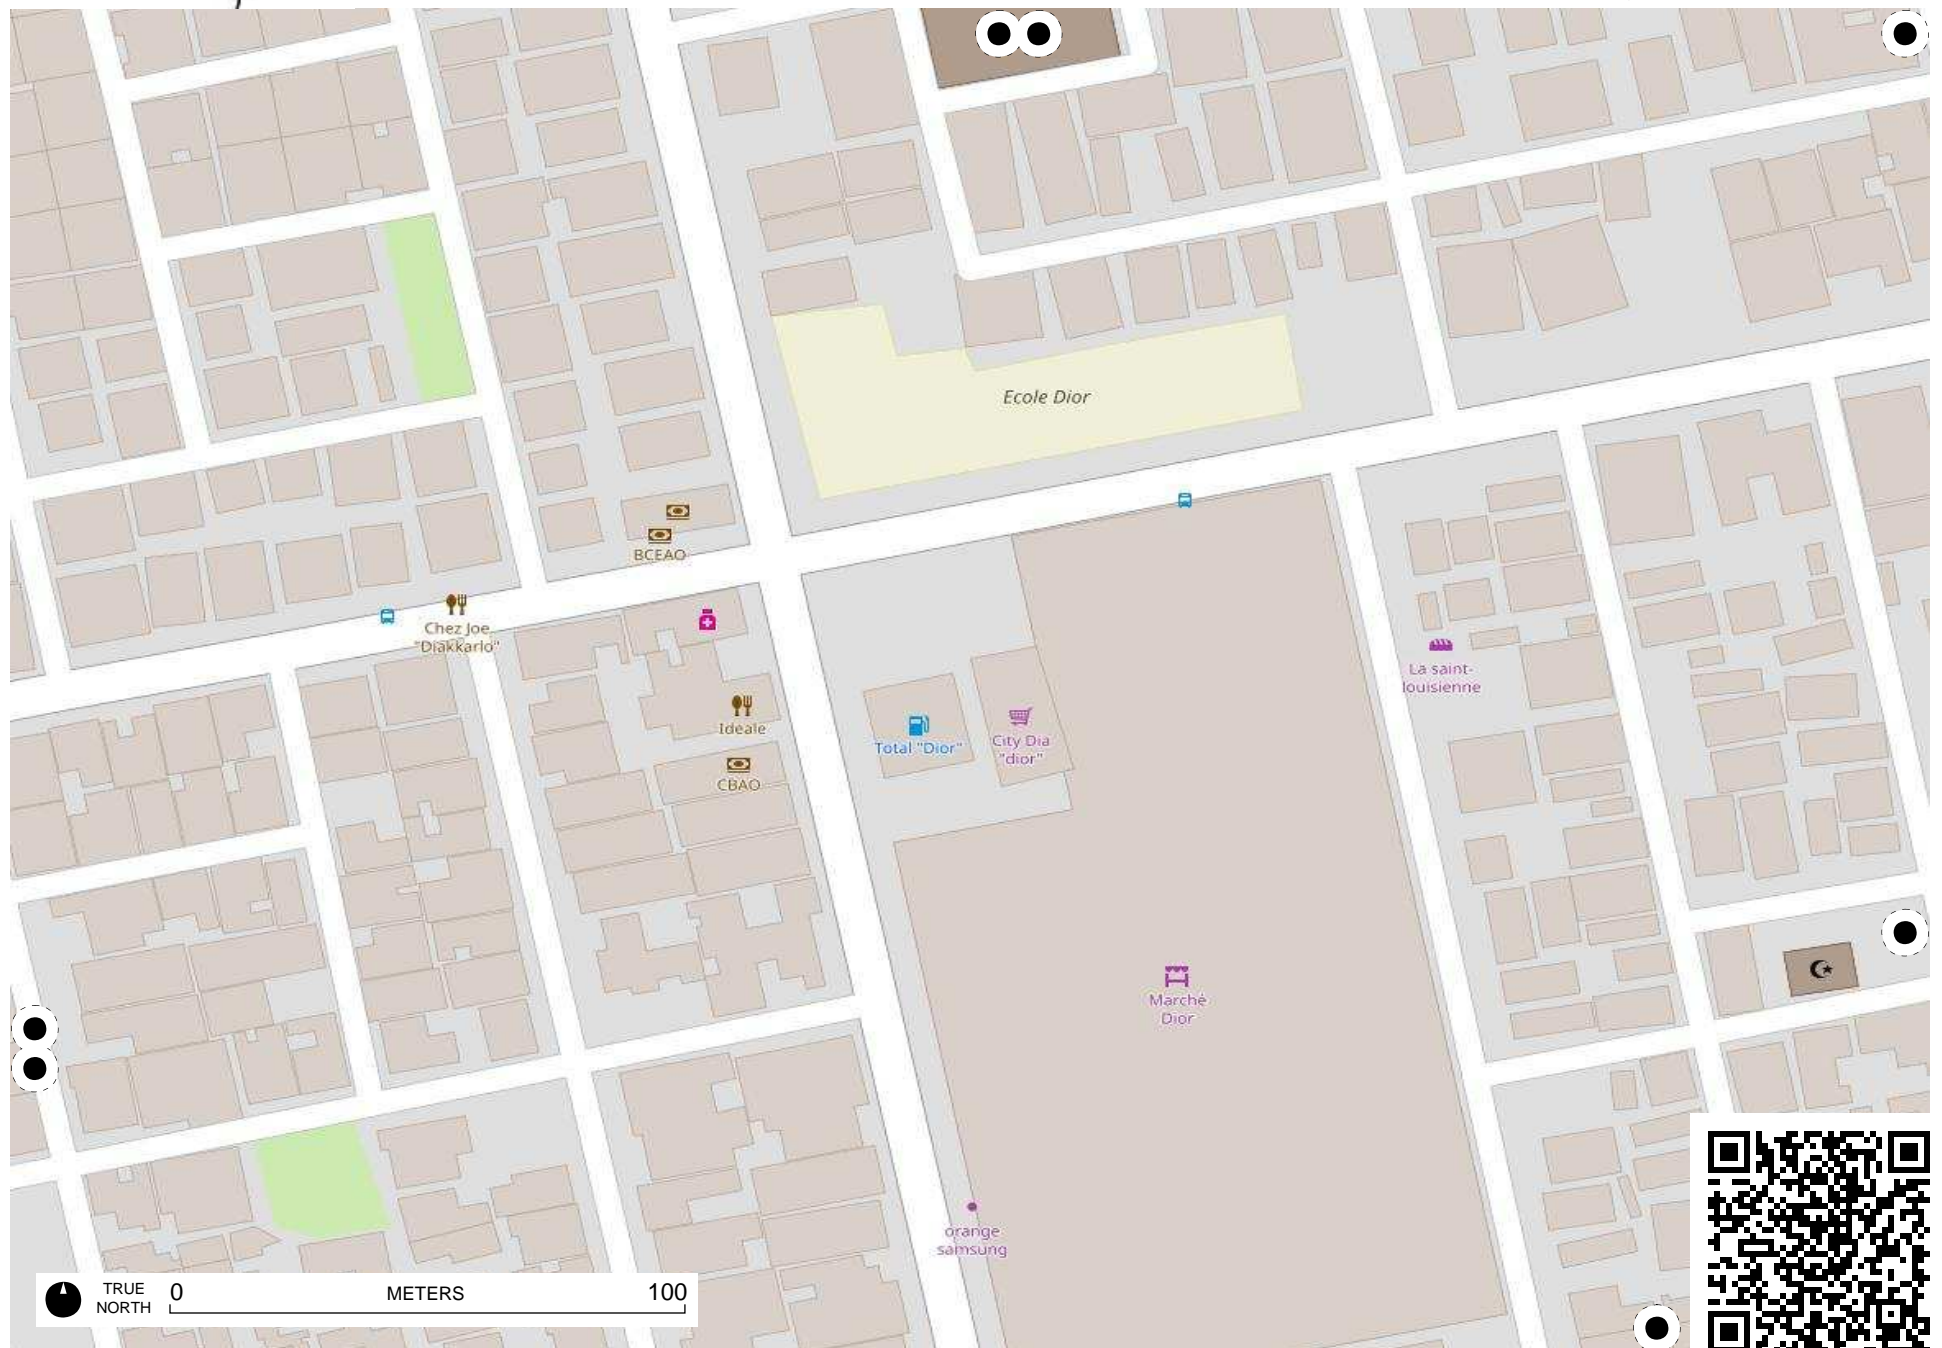 Ecole Dior
BCEAO
Chez Joe
"Diakkarlo"
La saint-
louisienne
Ideale
Total "Dior"
City Dia
"dior"
CBAO
Marché
Dior
orange
samsung
TRUE
NORTH
0
METERS
100